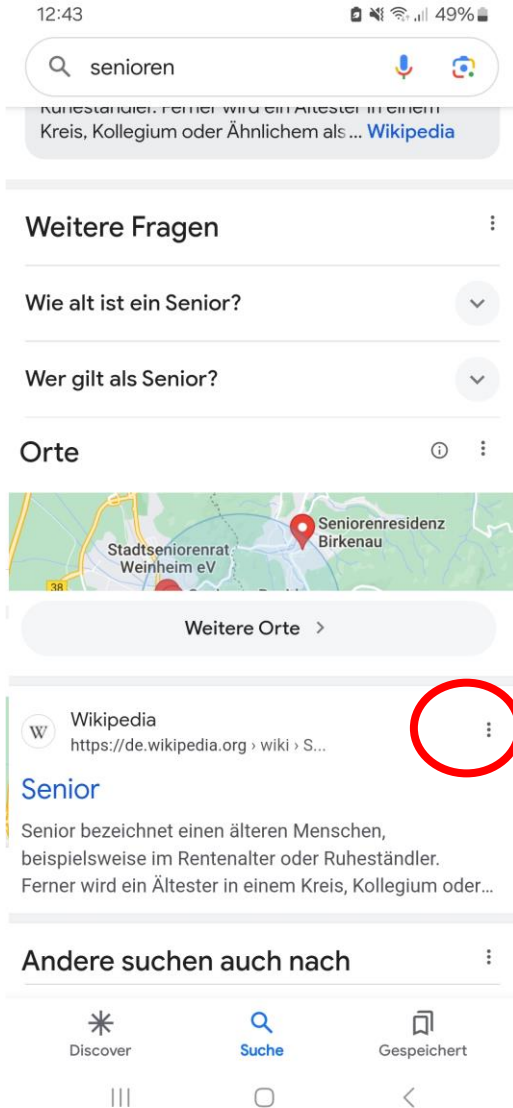 12:43
49%
senioren
Ruheständler. Ferner wird ein Ältester in einem
Kreis, Kollegium oder Ähnlichem als ... Wikipedia
Weitere Fragen
Wie alt ist ein Senior?
Wer gilt als Senior?
Orte
Seniorenresidenz
Birkenau
Stadtseniorenrat
Weinheim eV
38
Weitere Orte >
W
Wikipedia
https://de.wikipedia.org › wiki › S...
Senior
Senior bezeichnet einen älteren Menschen,
beispielsweise im Rentenalter oder Ruheständler.
Ferner wird ein Ältester in einem Kreis, Kollegium oder...
Andere suchen auch nach
Discover
Suche
Gespeichert